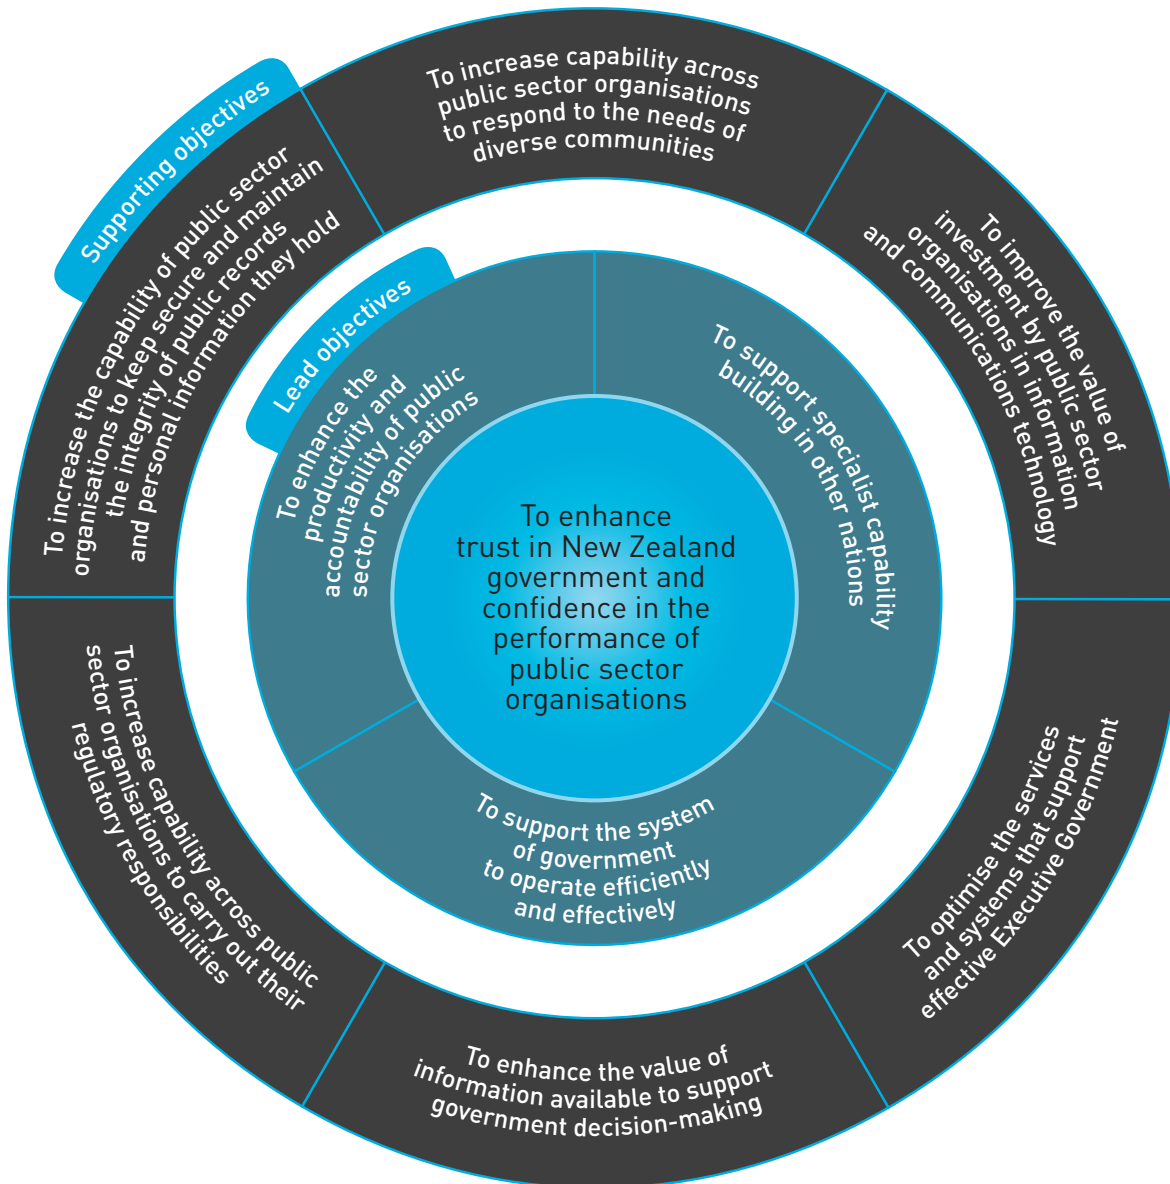 Supporting objectives
To increase the capability of public sector
organisations to keep secure and maintain
the integrity of public records
and personal information they hold
To increase capability across
public sector organisations
to respond to the needs of
diverse communities
To improve the value of
investment by public sector
organisations in information
and communications technology
To optimise the services
and systems that support
effective Executive Government
To enhance the value of
information available to support
government decision-making
To increase capability across public
sector organisations to carry out their
regulatory responsibilities
Lead objectives
To enhance the
productivity and
accountability of public
sector organisations
To support specialist capability
building in other nations
To support the system
of government
to operate efficiently
and effectively
To enhance
trust in New Zealand
government and
confidence in the
performance of
public sector
organisations